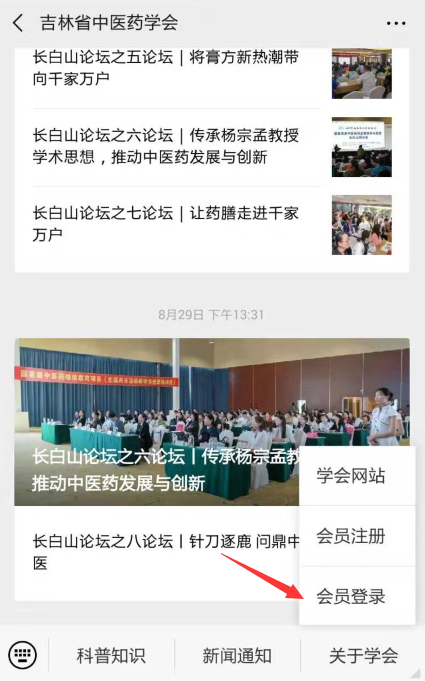 吉林省中医药学会
长白山论坛之五论坛｜将膏方新热潮带
向千家万户
长白山论坛之六论坛｜传承杨宗孟教授
学术思想，推动中医药发展与创新
长白山论坛之七论坛｜让药膳走进千家
万户
8月29日 下午13:31
长白山论坛之六论坛丨传承杨宗孟教
推动中医药发展与创新
长白山论坛之八论坛丨针刀逐鹿 问鼎中
医
学会网站
会员注册
会员登录
科普知识
新闻通知
关于学会